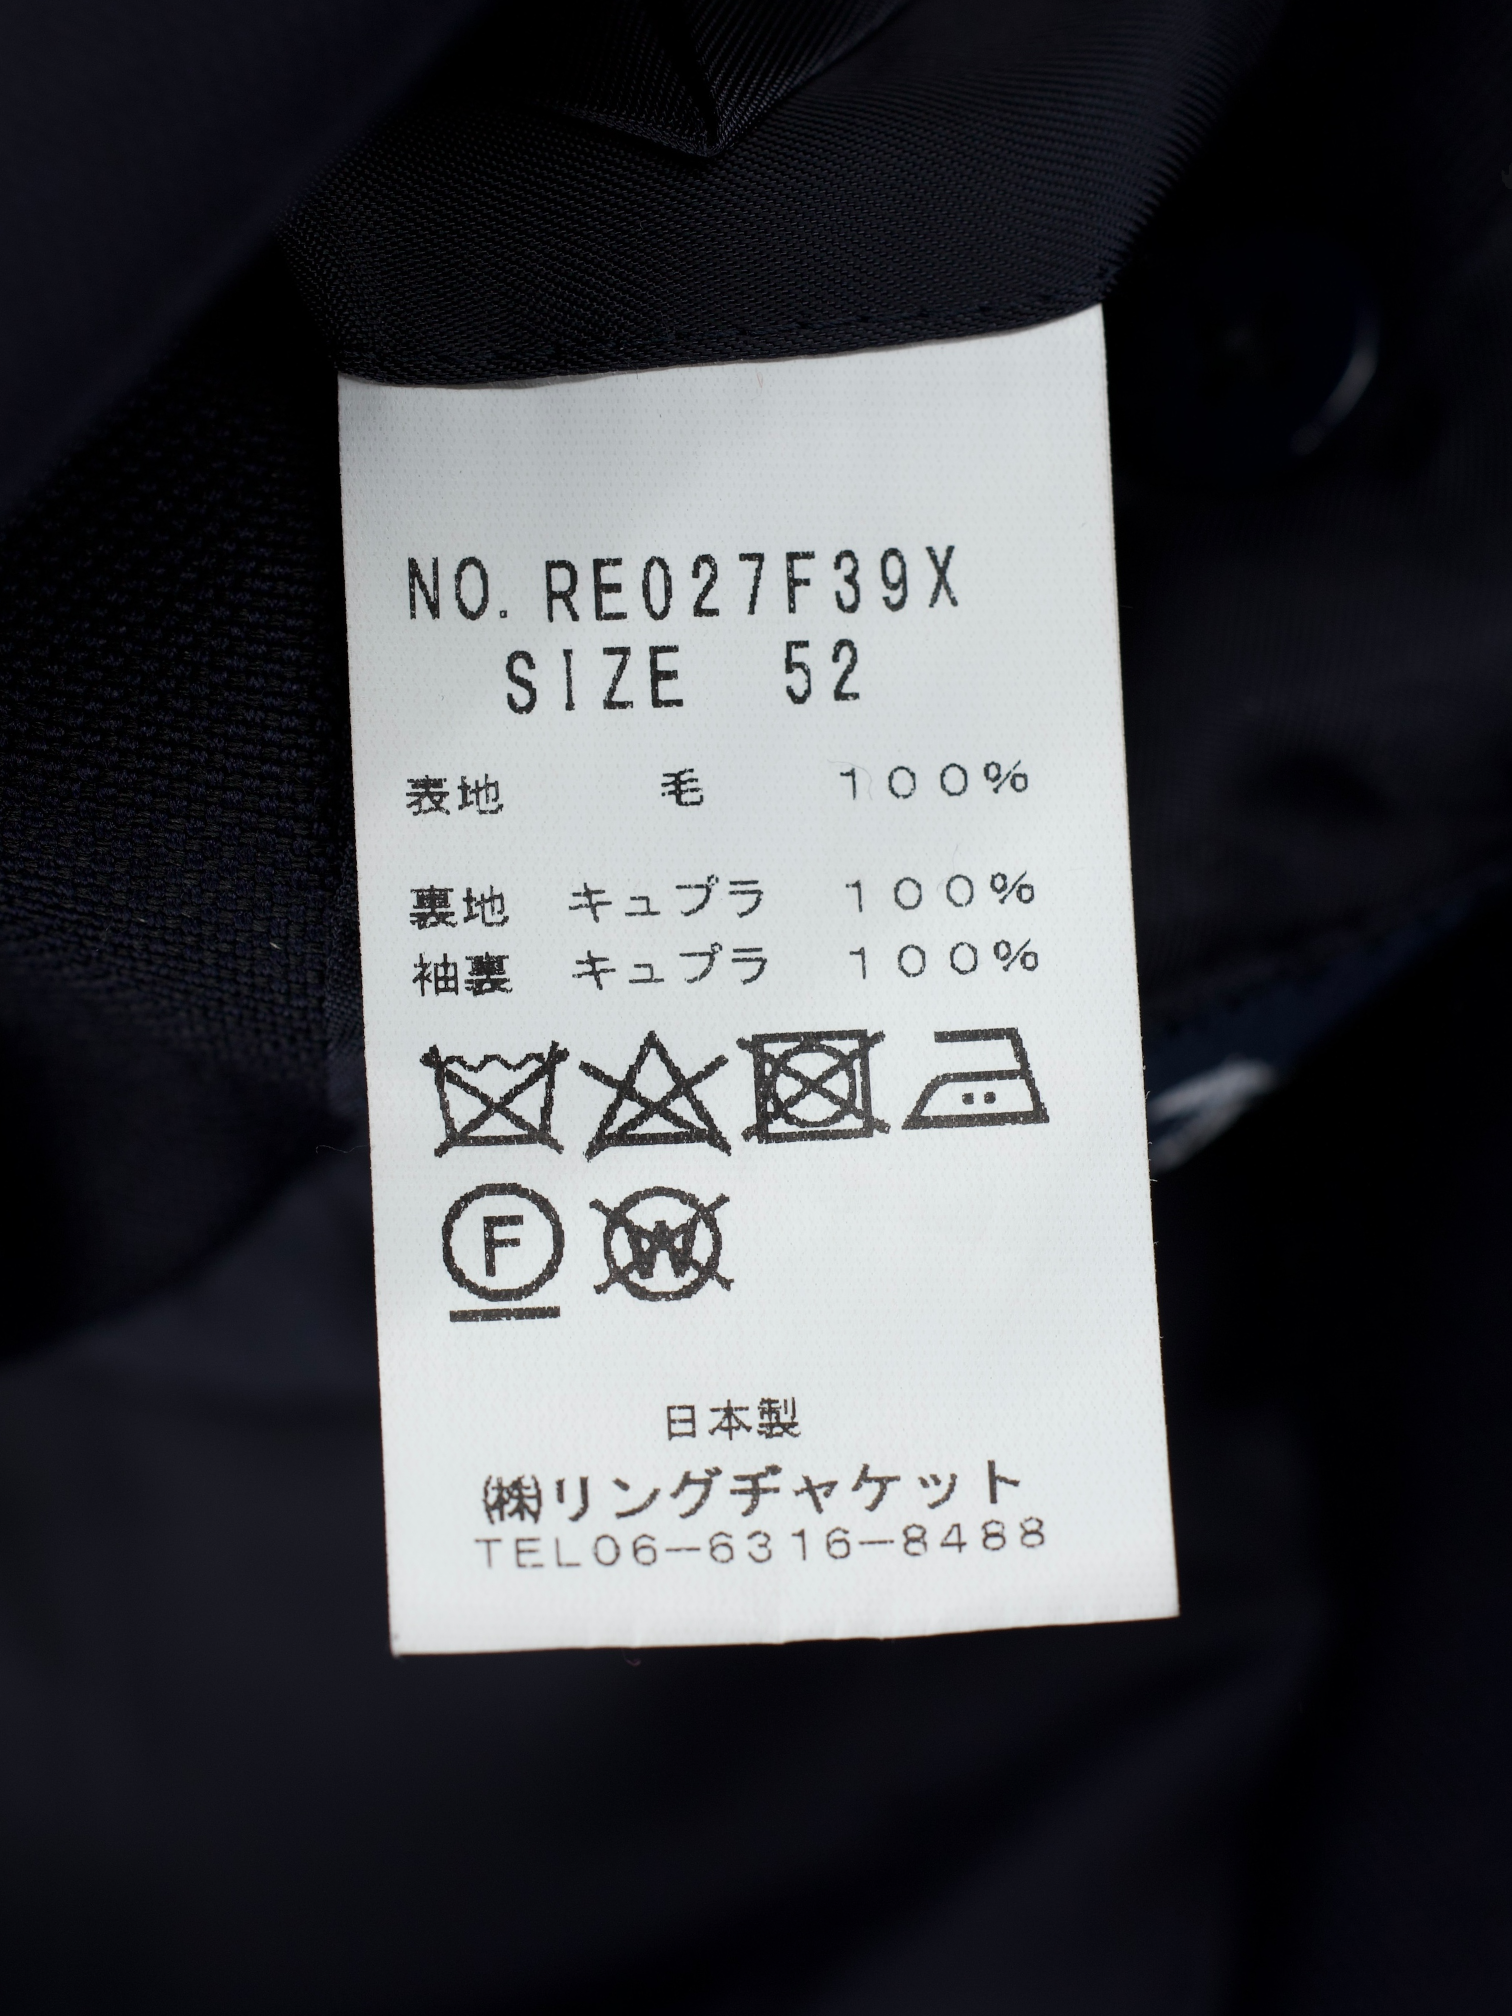 NO. RE027F39X
SIZE 52
表地 毛 100%
裏地 キュプラ 100%
袖裏 キュプラ 100%
F W
日本製
㈱リングヂャケット
TEL06-6316-8488